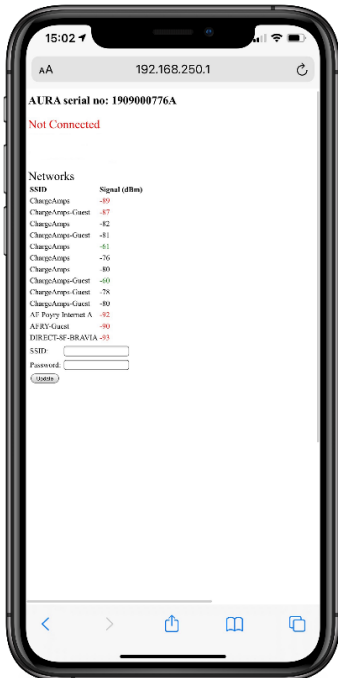 15:02
AA 192.168.250.1
AURA serial no: 1909000776A
Not Connected
Networks
SSID Signal (dBm)
ChargeAmps -89
ChargeAmps-Guest -87
ChargeAmps -82
ChargeAmps-Guest -81
ChargeAmps -61
ChargeAmps -76
ChargeAmps -80
ChargeAmps-Guest -60
ChargeAmps-Guest -78
ChargeAmps-Guest -80
AF Poyry Internet A -92
AFRY-Guest -90
DIRECT-8F-BRAVIA -93
SSID:
Password:
Update